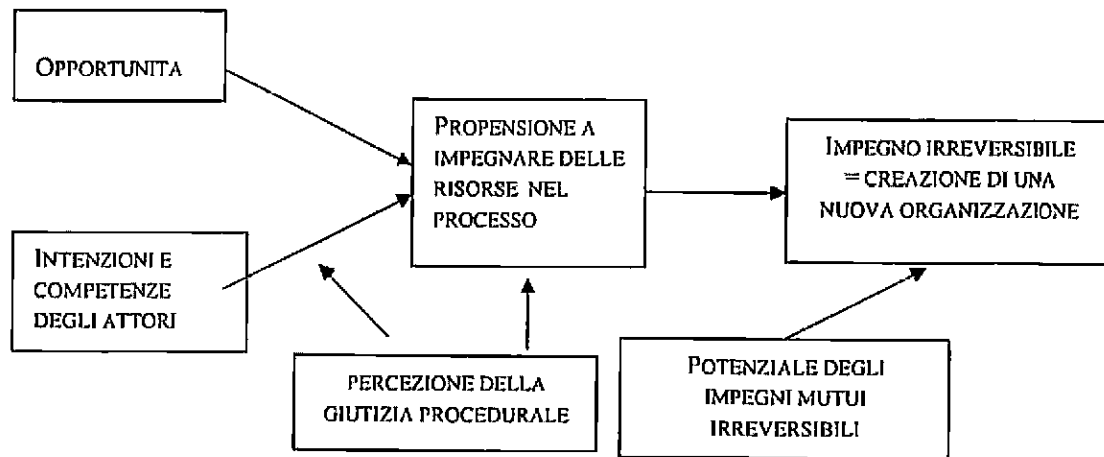 OPPORTUNITA
PROPENSIONE A
IMPEGNARE DELLE
RISORSE NEL
PROCESSO
IMPEGNO IRREVERSIBILE
= CREAZIONE DI UNA
NUOVA ORGANIZZAZIONE
INTENZIONI E
COMPETENZE
DEGLI ATTORI
PERCEZIONE DELLA
GIUTIZIA PROCEDURALE
POTENZIALE DEGLI
IMPEGNI MUTUI
IRREVERSIBILI